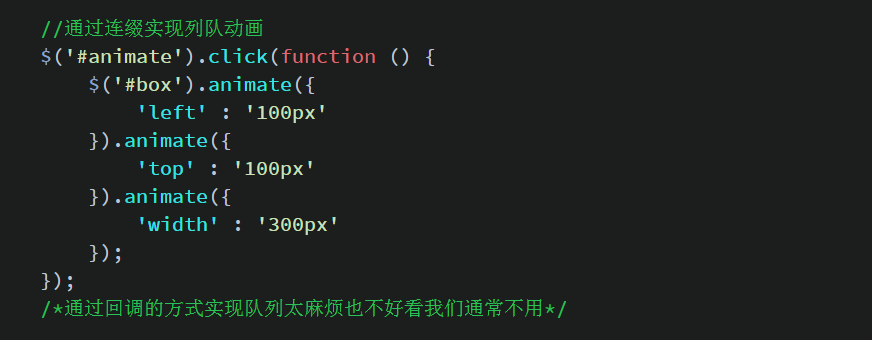 //通过连缀实现列队动画
$('#animate').click(function () {
    $('#box').animate({
        'left' : '100px'
    }).animate({
        'top' : '100px'
    }).animate({
        'width' : '300px'
    });
});
/*通过回调的方式实现队列太麻烦也不好看我们通常不用*/